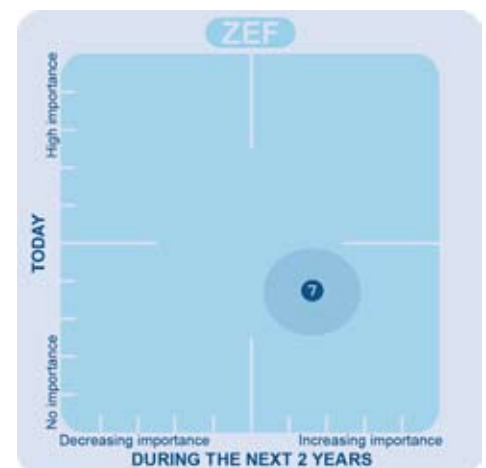 ZEF
High importance
TODAY
No importance
7
Decreasing importance
Increasing importance
DURING THE NEXT 2 YEARS